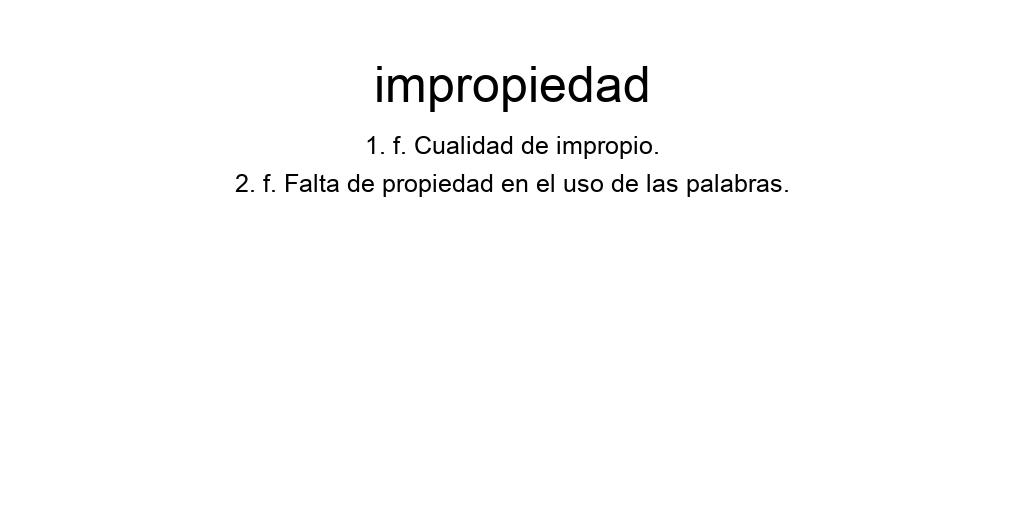 impropiedad
1. f. Cualidad de impropio.
2. f. Falta de propiedad en el uso de las palabras.